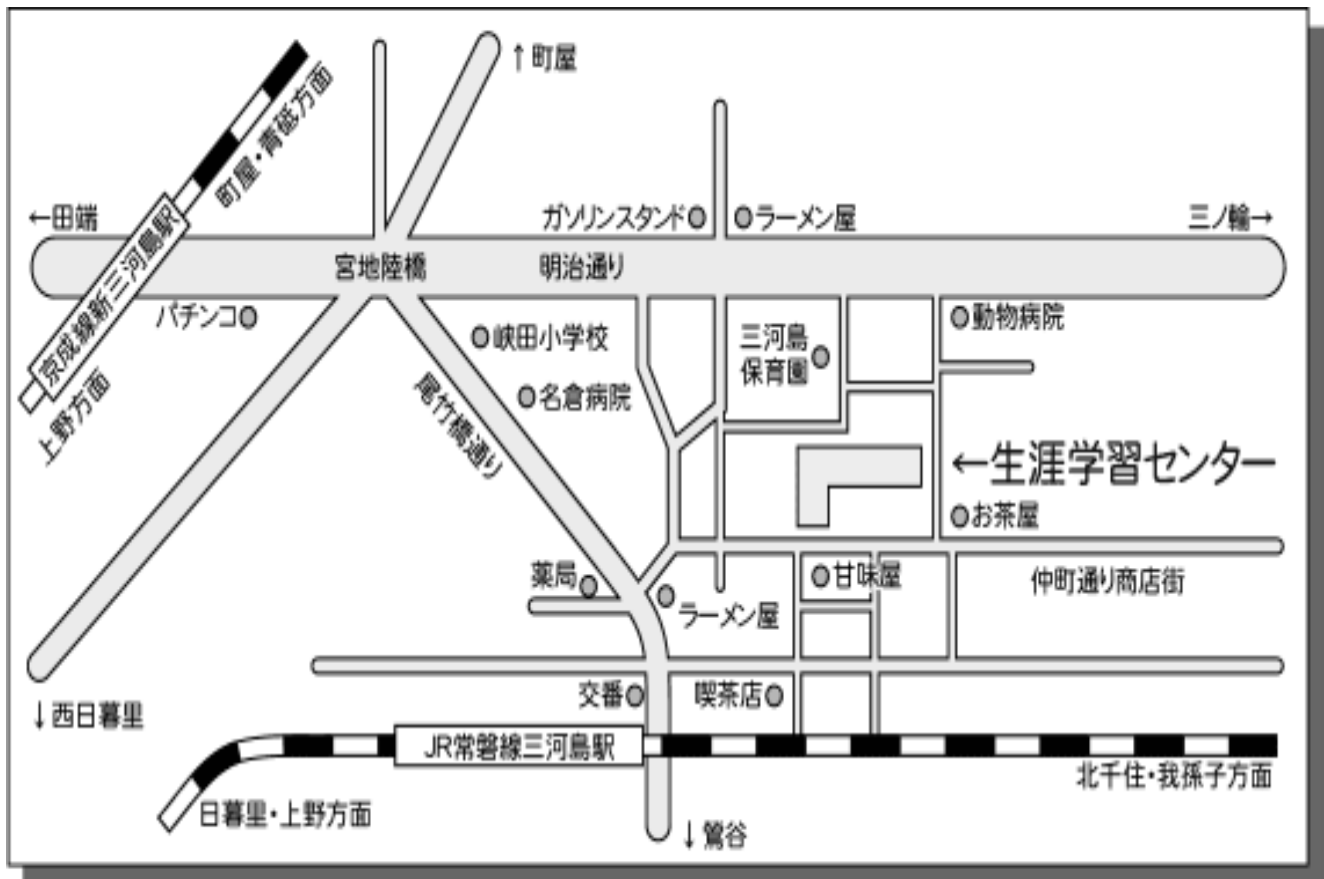 ↑町屋
町屋・青砥方面
←田端
ガソリンスタンド
ラーメン屋
三ノ輪→
京成線新三河島駅
宮地陸橋
明治通り
パチンコ
動物病院
峡田小学校
三河島
保育園
上野方面
名倉病院
尾竹橋通り
←生涯学習センター
お茶屋
薬局
甘味屋
仲町通り商店街
ラーメン屋
交番
喫茶店
↓西日暮里
JR常磐線三河島駅
北千住・我孫子方面
日暮里・上野方面
↓鶯谷